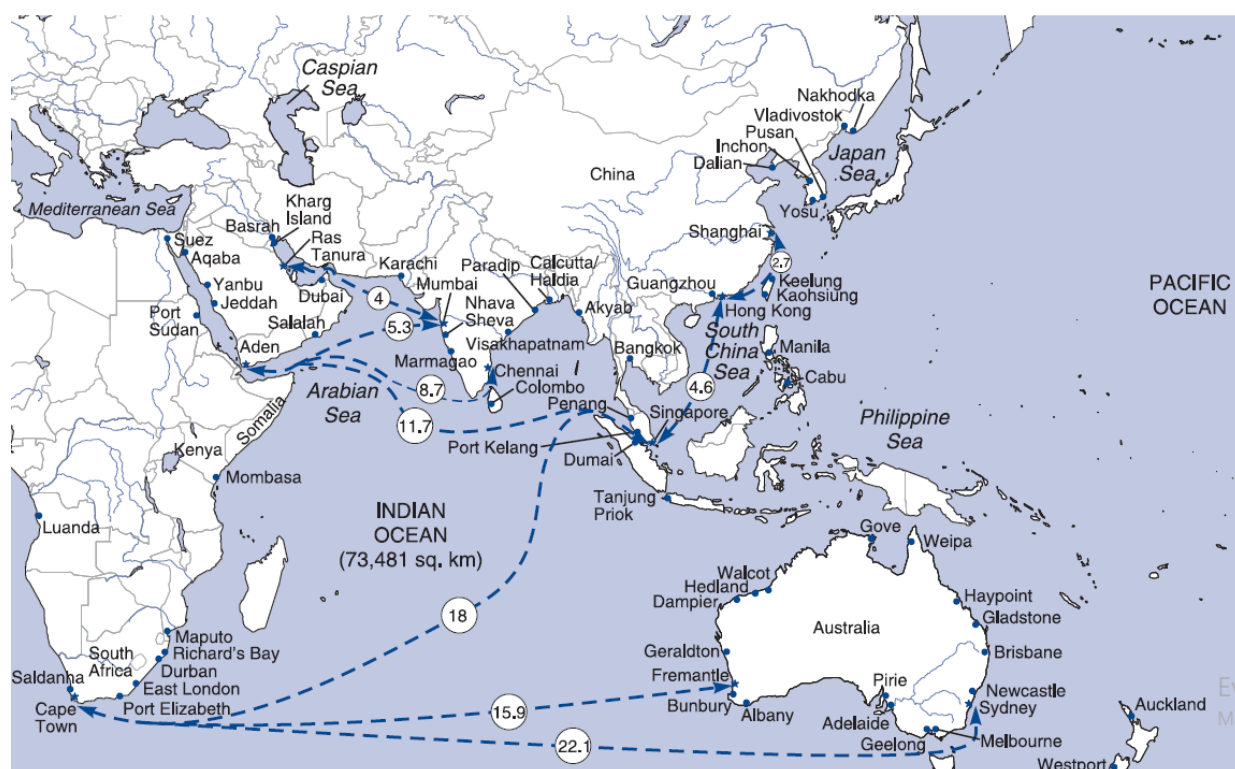 Caspian
Sea
Nakhodka
Vladivostok
Pusan
Inchon
Dalian
Japan
Sea
China
Mediterranean Sea
Kharg
Island
Basrah
Ras
Tanura
Suez
Aqaba
Yosu
Shanghai
2.7
Karachi
Paradip
Calcutta/
Haldia
Keelung
Kaohsiung
Guangzhou
Hong Kong
PACIFIC
OCEAN
Yanbu
Jeddah
Dubai
4
Mumbai
Nhava
Sheva
Akyab
Port
Sudan
Salalah
5.3
Visakhapatnam
South
China
Sea
Manila
Aden
Marmagao
Bangkok
Chennai
Colombo
Cabu
Arabian
Sea
8.7
4.6
Penang
Singapore
Philippine
Sea
Somalia
11.7
Port Kelang
Dumai
Kenya
Mombasa
Tanjung
Priok
Luanda
INDIAN
OCEAN
(73,481 sq. km)
Gove
Weipa
Walcot
Hedland
Dampier
18
Haypoint
Gladstone
Australia
Maputo
Richard's Bay
Durban
South
Africa
Geraldton
Brisbane
Saldanha
East London
Port Elizabeth
Cape
Town
Fremantle
Bunbury
Albany
15.9
Pirie
Newcastle
Sydney
Adelaide
Geelong
Melbourne
Auckland
22.1
Westport